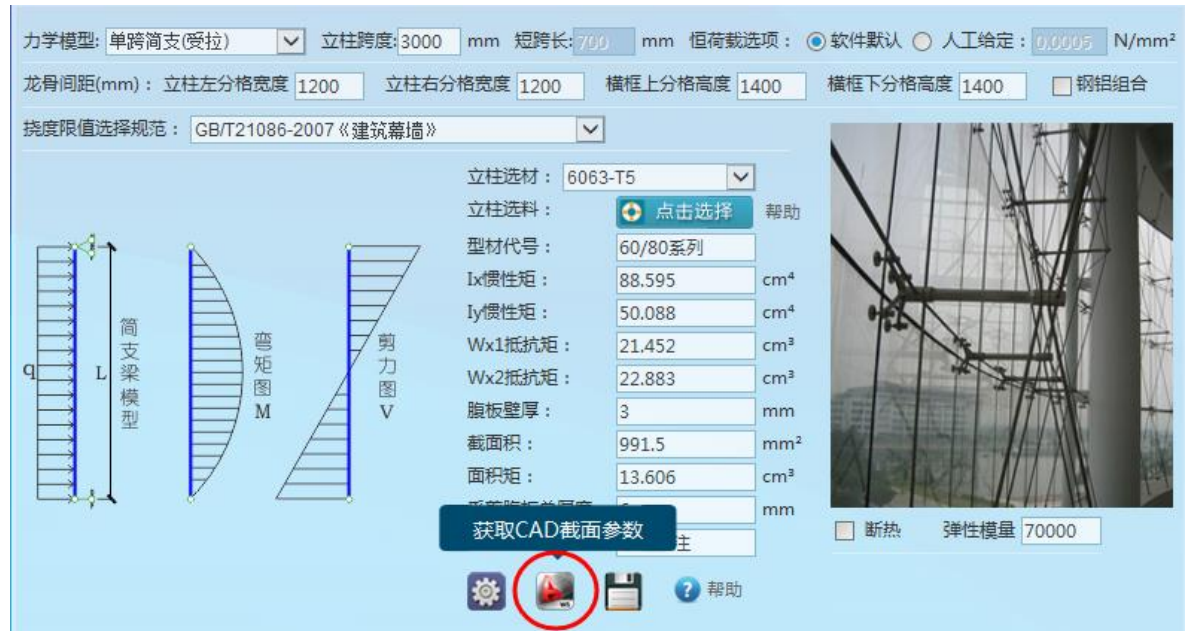 力学模型: 单跨简支(受拉) 立柱跨度: 3000 mm 短跨长: 700 mm 恒荷载选项： 软件默认 人工给定： 0.0005 N/mm²
龙骨间距(mm)： 立柱左分格宽度 1200 立柱右分格宽度 1200 横框上分格高度 1400 横框下分格高度 1400 钢铝组合
挠度限值选择规范： GB/T21086-2007《建筑幕墙》
立柱选材： 6063-T5
立柱选料： 点击选择 帮助
型材代号： 60/80系列
Ix惯性矩： 88.595 cm⁴
Iy惯性矩： 50.088 cm⁴
Wx1抵抗矩： 21.452 cm³
Wx2抵抗矩： 22.883 cm³
腹板壁厚： 3 mm
截面积： 991.5 mm²
面积矩： 13.606 cm³
mm
q L 简支梁模型
弯矩图 M
剪力图 V
获取CAD截面参数
注
帮助
断热 弹性模量 70000